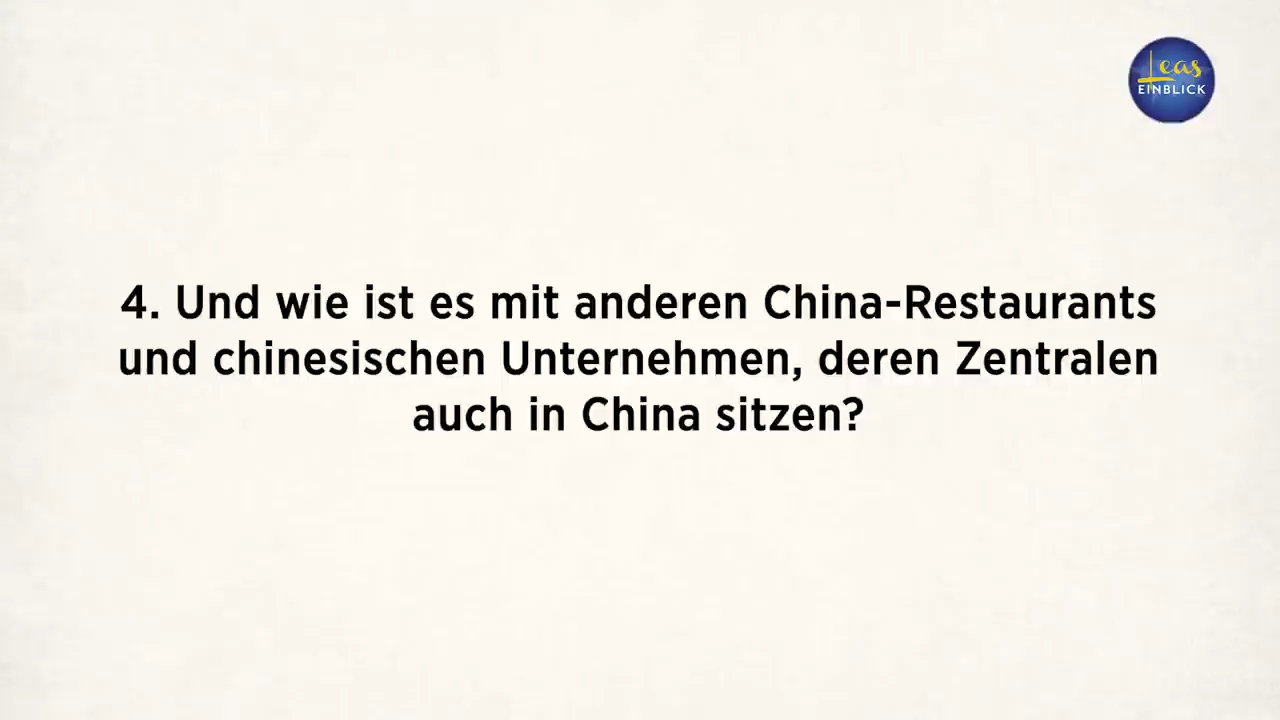 Leas
EINBLICK
4. Und wie ist es mit anderen China-Restaurants
und chinesischen Unternehmen, deren Zentralen
auch in China sitzen?